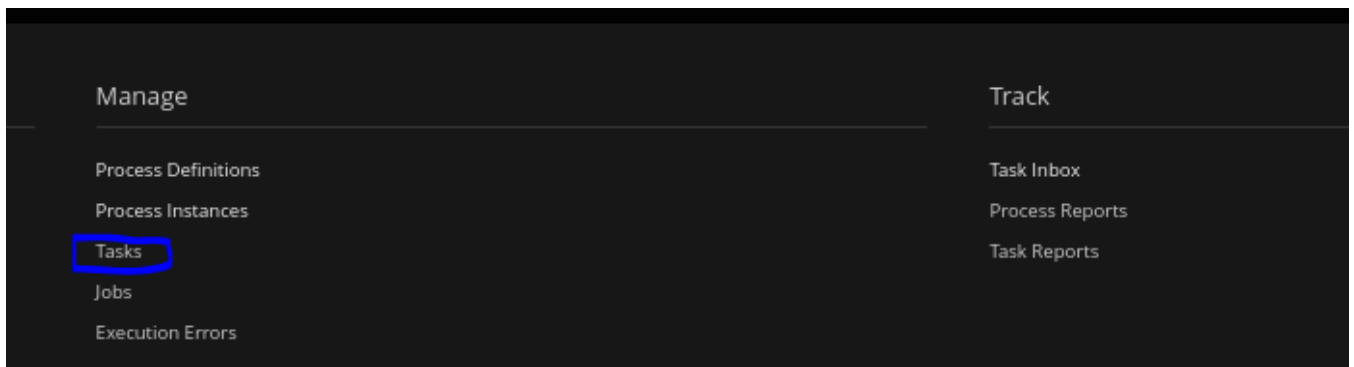 Manage
Process Definitions
Process Instances
Tasks
Jobs
Execution Errors
Track
Task Inbox
Process Reports
Task Reports